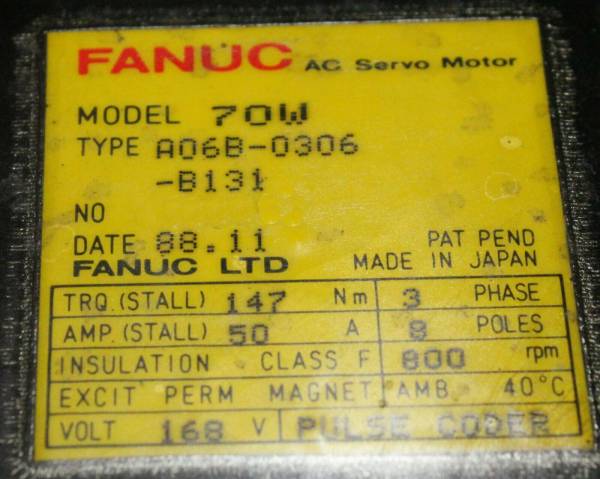 FANUC AC Servo Motor
MODEL 70W
TYPE A06B-0306
-B131
NO
DATE 88.11 PAT PEND
FANUC LTD MADE IN JAPAN
TRQ.(STALL) 147 Nm 3 PHASE
AMP.(STALL) 50 A 8 POLES
INSULATION CLASS F 800 rpm
EXCIT PERM MAGNET AMB. 40°C
VOLT 168 V PULSE CODER